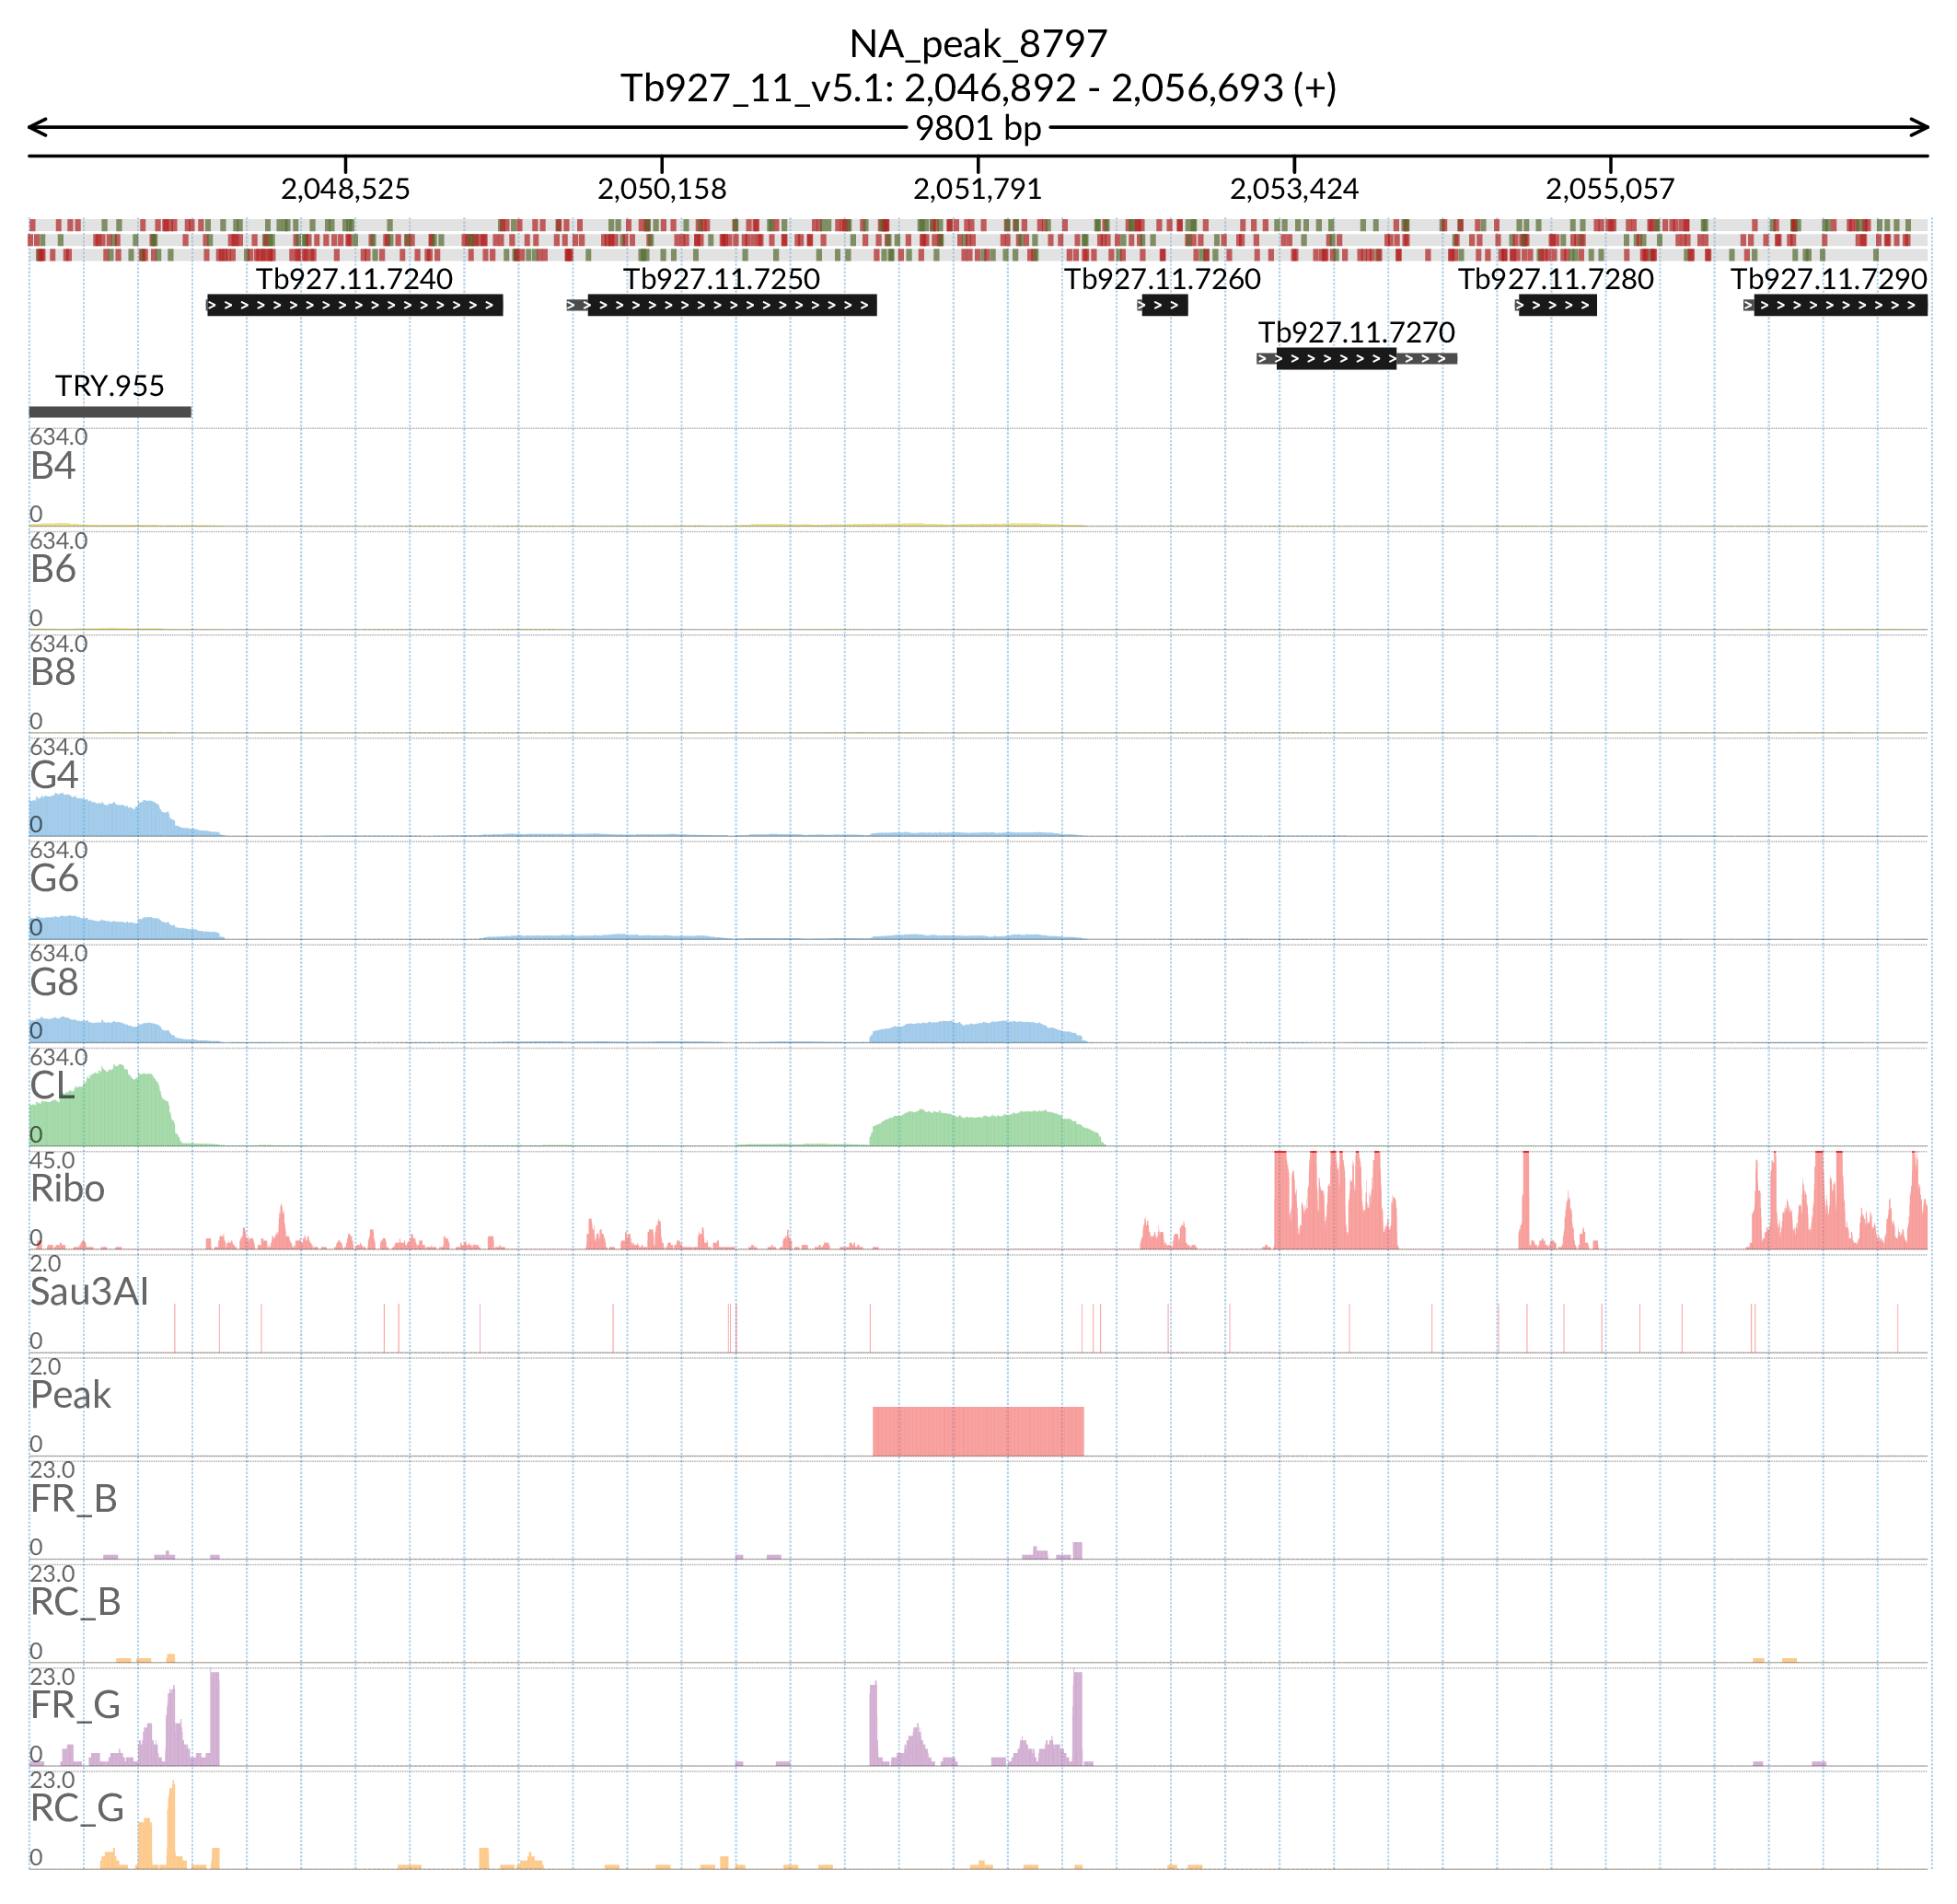 NA_peak_8797
Tb927_11_v5.1: 2,046,892 - 2,056,693 (+)
9801 bp
2,048,525 2,050,158 2,051,791 2,053,424 2,055,057
Tb927.11.7240 Tb927.11.7250 Tb927.11.7260 Tb927.11.7280 Tb927.11.7290
Tb927.11.7270
TRY.955
634.0
B4
0
634.0
B6
0
634.0
B8
0
634.0
G4
0
634.0
G6
0
634.0
G8
0
634.0
CL
0
45.0
Ribo
0
2.0
Sau3AI
0
2.0
Peak
0
23.0
FR_B
0
23.0
RC_B
0
23.0
FR_G
0
23.0
RC_G
0